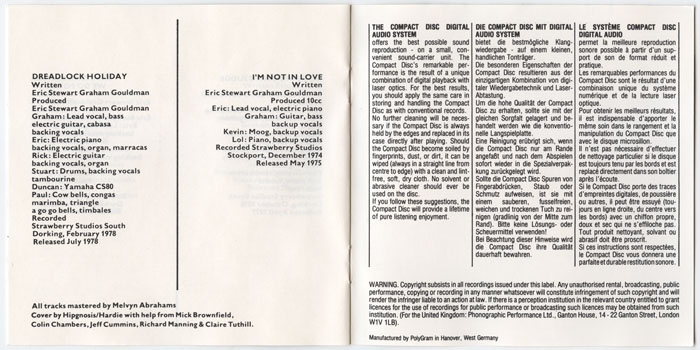 DREADLOCK HOLIDAY
Written
Eric Stewart Graham Gouldman
Produced
Eric Stewart Graham Gouldman
Graham: Lead vocal, bass
electric guitar, cabasa
backing vocals
Eric: Electric piano
backing vocals, organ, marracas
Rick: Electric guitar
backing vocals, organ
Stuart: Drums, backing vocals
tambourine
Duncan: Yamaha CS80
Paul: Cow bells, congas
marimba, triangle
a go go bells, timbales
Recorded
Strawberry Studios South
Dorking, February 1978
Released July 1978
I'M NOT IN LOVE
Written
Eric Stewart Graham Gouldman
Produced 10cc
Eric: Lead vocal, electric piano
Graham: Guitar, bass
backup vocals
Kevin: Moog, backup vocals
Lol: Piano, backup vocals
Recorded Strawberry Studios
Stockport, December 1974
Released May 1975
All tracks mastered by Melvyn Abrahams
Cover by Hipgnosis/Hardie with help from Mick Brownfield,
Colin Chambers, Jeff Cummins, Richard Manning & Claire Tuthill.
THE COMPACT DISC DIGITAL
AUDIO SYSTEM
offers the best possible sound
reproduction - on a small, con-
venient sound-carrier unit. The
Compact Disc's remarkable per-
formance is the result of a unique
combination of digital playback with
laser optics. For the best results,
you should apply the same care in
storing and handling the Compact
Disc as with conventional records.
No further cleaning will be neces-
sary if the Compact Disc is always
held by the edges and replaced in its
case directly after playing. Should
the Compact Disc become soiled by
fingerprints, dust, or dirt, it can be
wiped (always in a straight line from
centre to edge) with a clean and lint-
free, soft, dry cloth. No solvent or
abrasive cleaner should ever be
used on the disc.
If you follow these suggestions, the
Compact Disc will provide a lifetime
of pure listening enjoyment.
DIE COMPACT DISC MIT DIGITAL
AUDIO SYSTEM
bietet die bestmögliche Klang-
wiedergabe - auf einem kleinen,
handlichen Tonträger.
Die besonderen Eigenschaften der
Compact Disc resultieren aus der
einzigartigen Kombination von digi-
taler Wiedergabetechnik und Laser-
Abtastung.
Um die hohe Qualität der Compact
Disc zu erhalten, sollte sie mit der
gleichen Sorgfalt gelagert und be-
handelt werden wie die konventio-
nelle Langspielplatte.
Eine Reinigung erübrigt sich, wenn
die Compact Disc nur am Rande
angefaßt und nach dem Abspielen
sofort wieder in die Spezialverpak-
kung zurückgelegt wird.
Sollte die Compact Disc Spuren von
Fingerabdrücken, Staub oder
Schmutz aufweisen, ist sie mit
einem sauberen, fusselfreien,
weichen und trockenen Tuch zu rei-
nigen (gradlinig von der Mitte zum
Rand). Bitte keine Lösungs- oder
Scheuermittel verwenden!
Bei Beachtung dieser Hinweise wird
die Compact Disc ihre Qualität
dauerhaft bewahren.
LE SYSTÈME COMPACT DISC
DIGITAL AUDIO
permet la meilleure reproduction
sonore possible à partir d'un sup-
port de son de format réduit et
pratique.
Les remarquables performances du
Compact Disc sont le résultat d'une
combinaison unique du système
numérique et de la lecture laser
optique.
Pour obtenir les meilleurs résultats,
il est indispensable d'apporter le
même soin dans le rangement et la
manipulation du Compact Disc que
avec le disque microsillon.
Il n'est pas nécessaire d'effectuer
de nettoyage particulier si le disque
est toujours tenu par les bords et est
replacé directement dans son boîtier
après l'écoute.
Si le Compact Disc porte des traces
d'empreintes digitales, de poussière
ou autres, il peut être essuyé (tou-
jours en ligne droite, du centre vers
les bords) avec un chiffon propre,
doux et sec qui ne s'effiloche pas.
Tout produit nettoyant, solvant ou
abrasif doit être proscrit.
Si ces instructions sont respectées,
le Compact Disc vous donnera une
parfaite et durable restitution sonore.
WARNING. Copyright subsists in all recordings issued under this label. Any unauthorised rental, broadcasting, public
performance, copying or recording in any manner whatsoever will constitute infringement of such copyright and will
render the infringer liable to an action at law. If there is a perception institution in the relevant country entitled to grant
licences for the use of recordings for public performance or broadcasting such licences may be obtained from such
institution. (For the United Kingdom: Phonographic Performance Ltd., Ganton House, 14 - 22 Ganton Street, London
W1V 1LB).
Manufactured by PolyGram in Hanover, West Germany